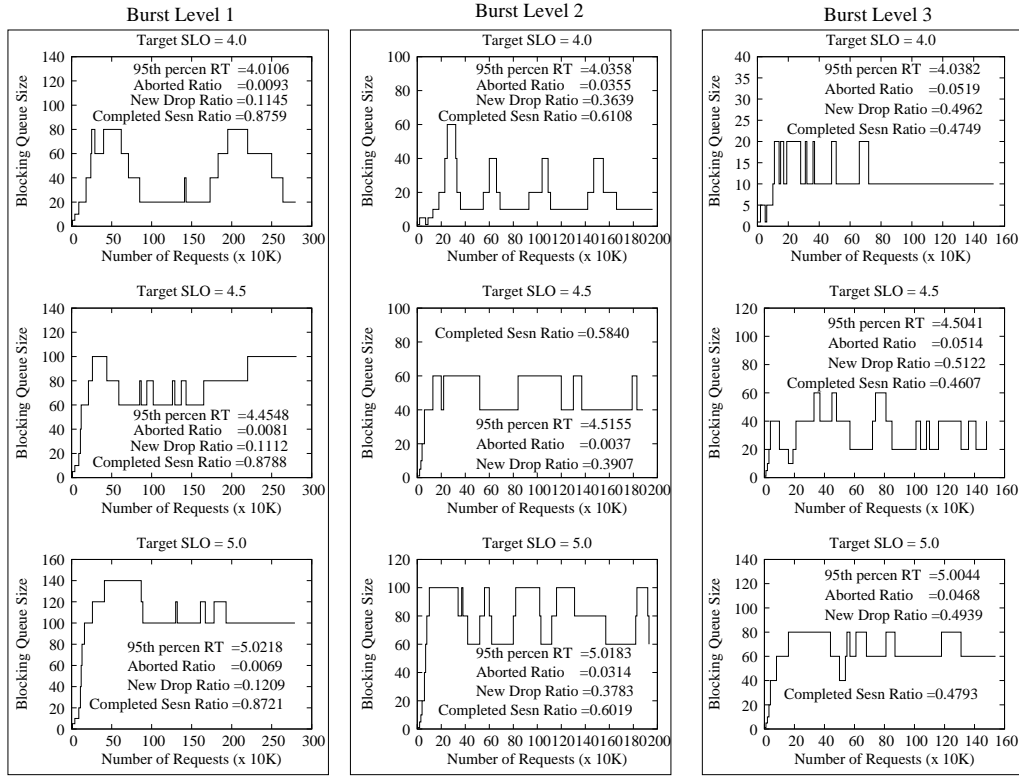 Burst Level 1
Target SLO = 4.0
Blocking Queue Size
140
120
100
80
60
40
20
0
95th percen RT =4.0106
Aborted Ratio =0.0093
New Drop Ratio =0.1145
Completed Sesn Ratio =0.8759
0 50 100 150 200 250 300
Number of Requests (x 10K)
Target SLO = 4.5
Blocking Queue Size
140
120
100
80
60
40
20
0
95th percen RT =4.4548
Aborted Ratio =0.0081
New Drop Ratio =0.1112
Completed Sesn Ratio =0.8788
0 50 100 150 200 250 300
Number of Requests (x 10K)
Target SLO = 5.0
Blocking Queue Size
160
140
120
100
80
60
40
20
0
95th percen RT =5.0218
Aborted Ratio =0.0069
New Drop Ratio =0.1209
Completed Sesn Ratio =0.8721
0 50 100 150 200 250 300
Number of Requests (x 10K)
Burst Level 2
Target SLO = 4.0
Blocking Queue Size
100
80
60
40
20
0
95th percen RT =4.0358
Aborted Ratio =0.0355
New Drop Ratio =0.3639
Completed Sesn Ratio =0.6108
0 20 40 60 80 100 120 140 160 180 200
Number of Requests (x 10K)
Target SLO = 4.5
Blocking Queue Size
100
80
60
40
20
0
Completed Sesn Ratio =0.5840
95th percen RT =4.5155
Aborted Ratio =0.0037
New Drop Ratio =0.3907
0 20 40 60 80 100 120 140 160 180 200
Number of Requests (x 10K)
Target SLO = 5.0
Blocking Queue Size
120
100
80
60
40
20
0
95th percen RT =5.0183
Aborted Ratio =0.0314
New Drop Ratio =0.3783
Completed Sesn Ratio =0.6019
0 20 40 60 80 100 120 140 160 180 200
Number of Requests (x 10K)
Burst Level 3
Target SLO = 4.0
Blocking Queue Size
40
35
30
25
20
15
10
5
0
95th percen RT =4.0382
Aborted Ratio =0.0519
New Drop Ratio =0.4962
Completed Sesn Ratio =0.4749
0 20 40 60 80 100 120 140 160
Number of Requests (x 10K)
Target SLO = 4.5
Blocking Queue Size
120
100
80
60
40
20
0
95th percen RT =4.5041
Aborted Ratio =0.0514
New Drop Ratio =0.5122
Completed Sesn Ratio =0.4607
0 20 40 60 80 100 120 140 160
Number of Requests (x 10K)
Target SLO = 5.0
Blocking Queue Size
140
120
100
80
60
40
20
0
95th percen RT =5.0044
Aborted Ratio =0.0468
New Drop Ratio =0.4939
Completed Sesn Ratio =0.4793
0 20 40 60 80 100 120 140 160
Number of Requests (x 10K)